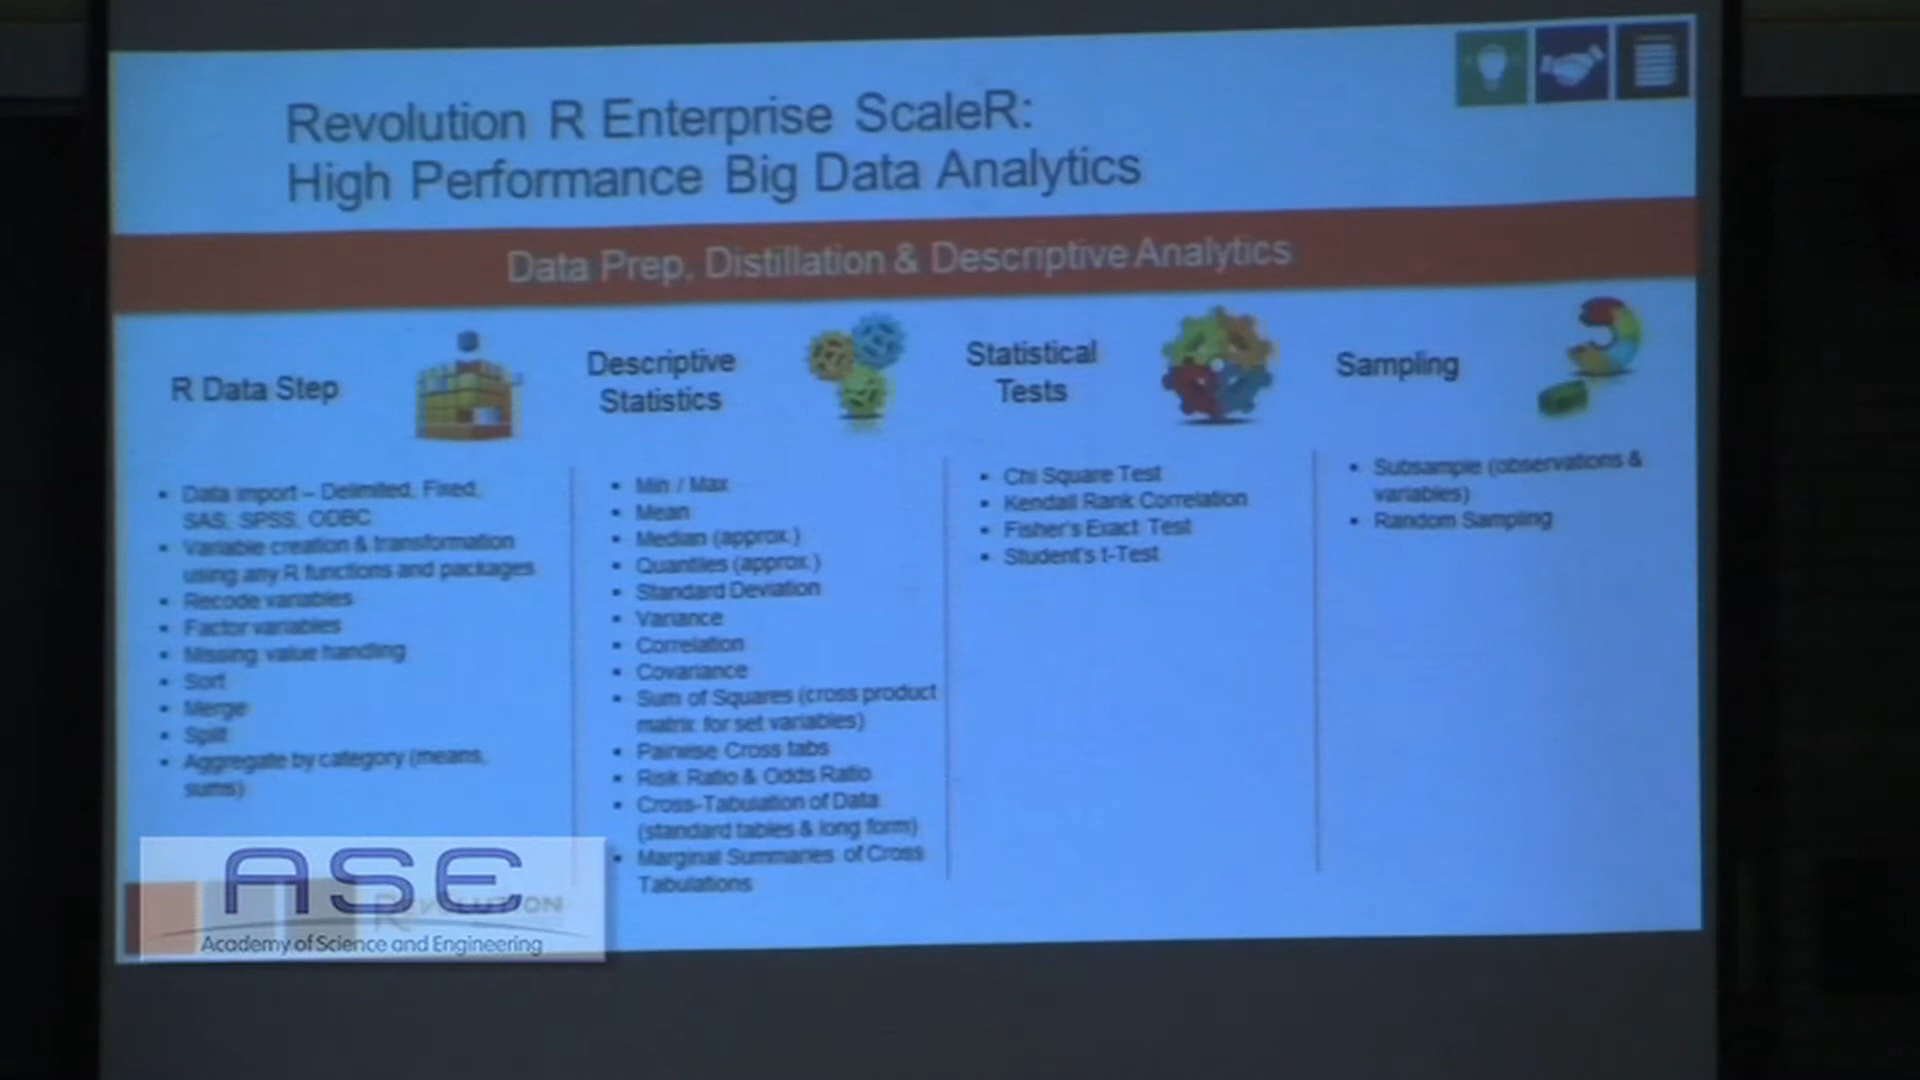 Revolution R Enterprise ScaleR:
High Performance Big Data Analytics
Data Prep, Distillation & Descriptive Analytics
R Data Step
• Data import – Delimited, Fixed,
SAS, SPSS, ODBC
• Variable creation & transformation
using any R functions and packages
• Recode variables
• Factor variables
• Missing value handling
• Sort
• Merge
• Split
• Aggregate by category (means,
sums)
Descriptive
Statistics
• Min / Max
• Mean
• Median (approx.)
• Quantiles (approx.)
• Standard Deviation
• Variance
• Correlation
• Covariance
• Sum of Squares (cross product
matrix for set variables)
• Pairwise Cross tabs
• Risk Ratio & Odds Ratio
• Cross-Tabulation of Data
(standard tables & long form)
• Marginal Summaries of Cross
Tabulations
Statistical
Tests
• Chi Square Test
• Kendall Rank Correlation
• Fisher's Exact Test
• Student's t-Test
Sampling
• Subsample (observations &
variables)
• Random Sampling
ASE
REVOLUTION
Academy of Science and Engineering